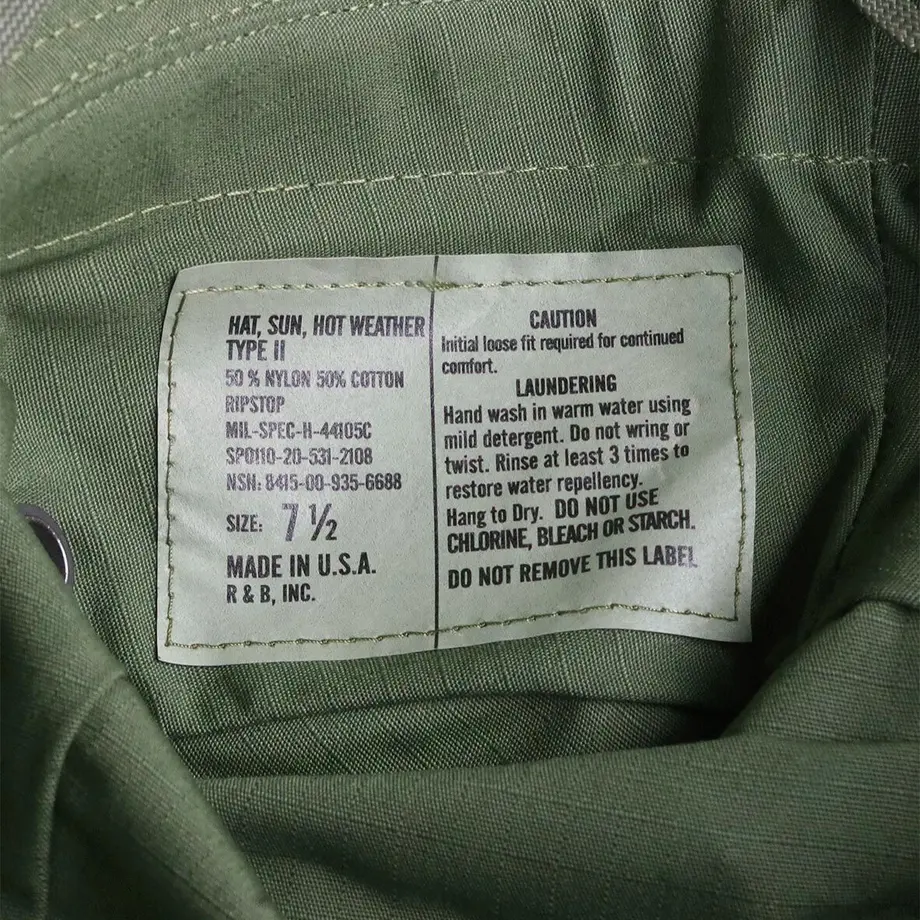 HAT, SUN, HOT WEATHER
TYPE II
50 % NYLON 50% COTTON
RIPSTOP
MIL-SPEC-H-44105C
SP0110-20-531-2108
NSN: 8415-00-935-6688
SIZE: 7 ½
MADE IN U.S.A.
R & B, INC.
CAUTION
Initial loose fit required for continued
comfort.
LAUNDERING
Hand wash in warm water using
mild detergent. Do not wring or
twist. Rinse at least 3 times to
restore water repellency.
Hang to Dry. DO NOT USE
CHLORINE, BLEACH OR STARCH.
DO NOT REMOVE THIS LABEL